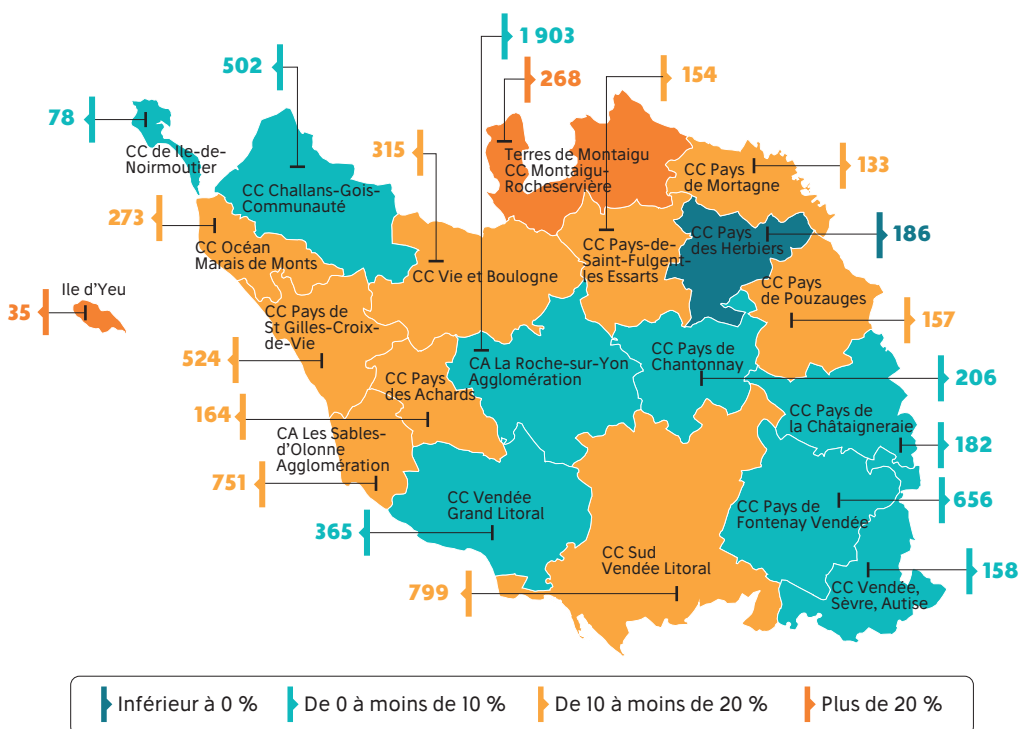 1 903
502
268
154
78
CC de Ile-de-
Noirmoutier
315
Terres de Montaigu
CC Montaigu-
Rocheservière
CC Pays
de Mortagne
133
CC Challans-Gois-
Communauté
273
CC Océan
Marais de Monts
CC Vie et Boulogne
CC Pays-de-
Saint-Fulgent-
les Essarts
CC Pays
des Herbiers
186
Ile d'Yeu
35
CC Pays de
St Gilles-Croix-
de-Vie
CC Pays
de Pouzauges
157
524
CC Pays
des Achards
CA La Roche-sur-Yon
Agglomération
CC Pays de
Chantonnay
206
164
CA Les Sables-
d'Olonne
Agglomération
CC Pays de
la Châtaigneraie
182
751
CC Vendée
Grand Litoral
365
CC Pays de
Fontenay Vendée
656
CC Sud
Vendée Litoral
799
CC Vendée,
Sèvre, Autise
158
Inférieur à 0 %
De 0 à moins de 10 %
De 10 à moins de 20 %
Plus de 20 %